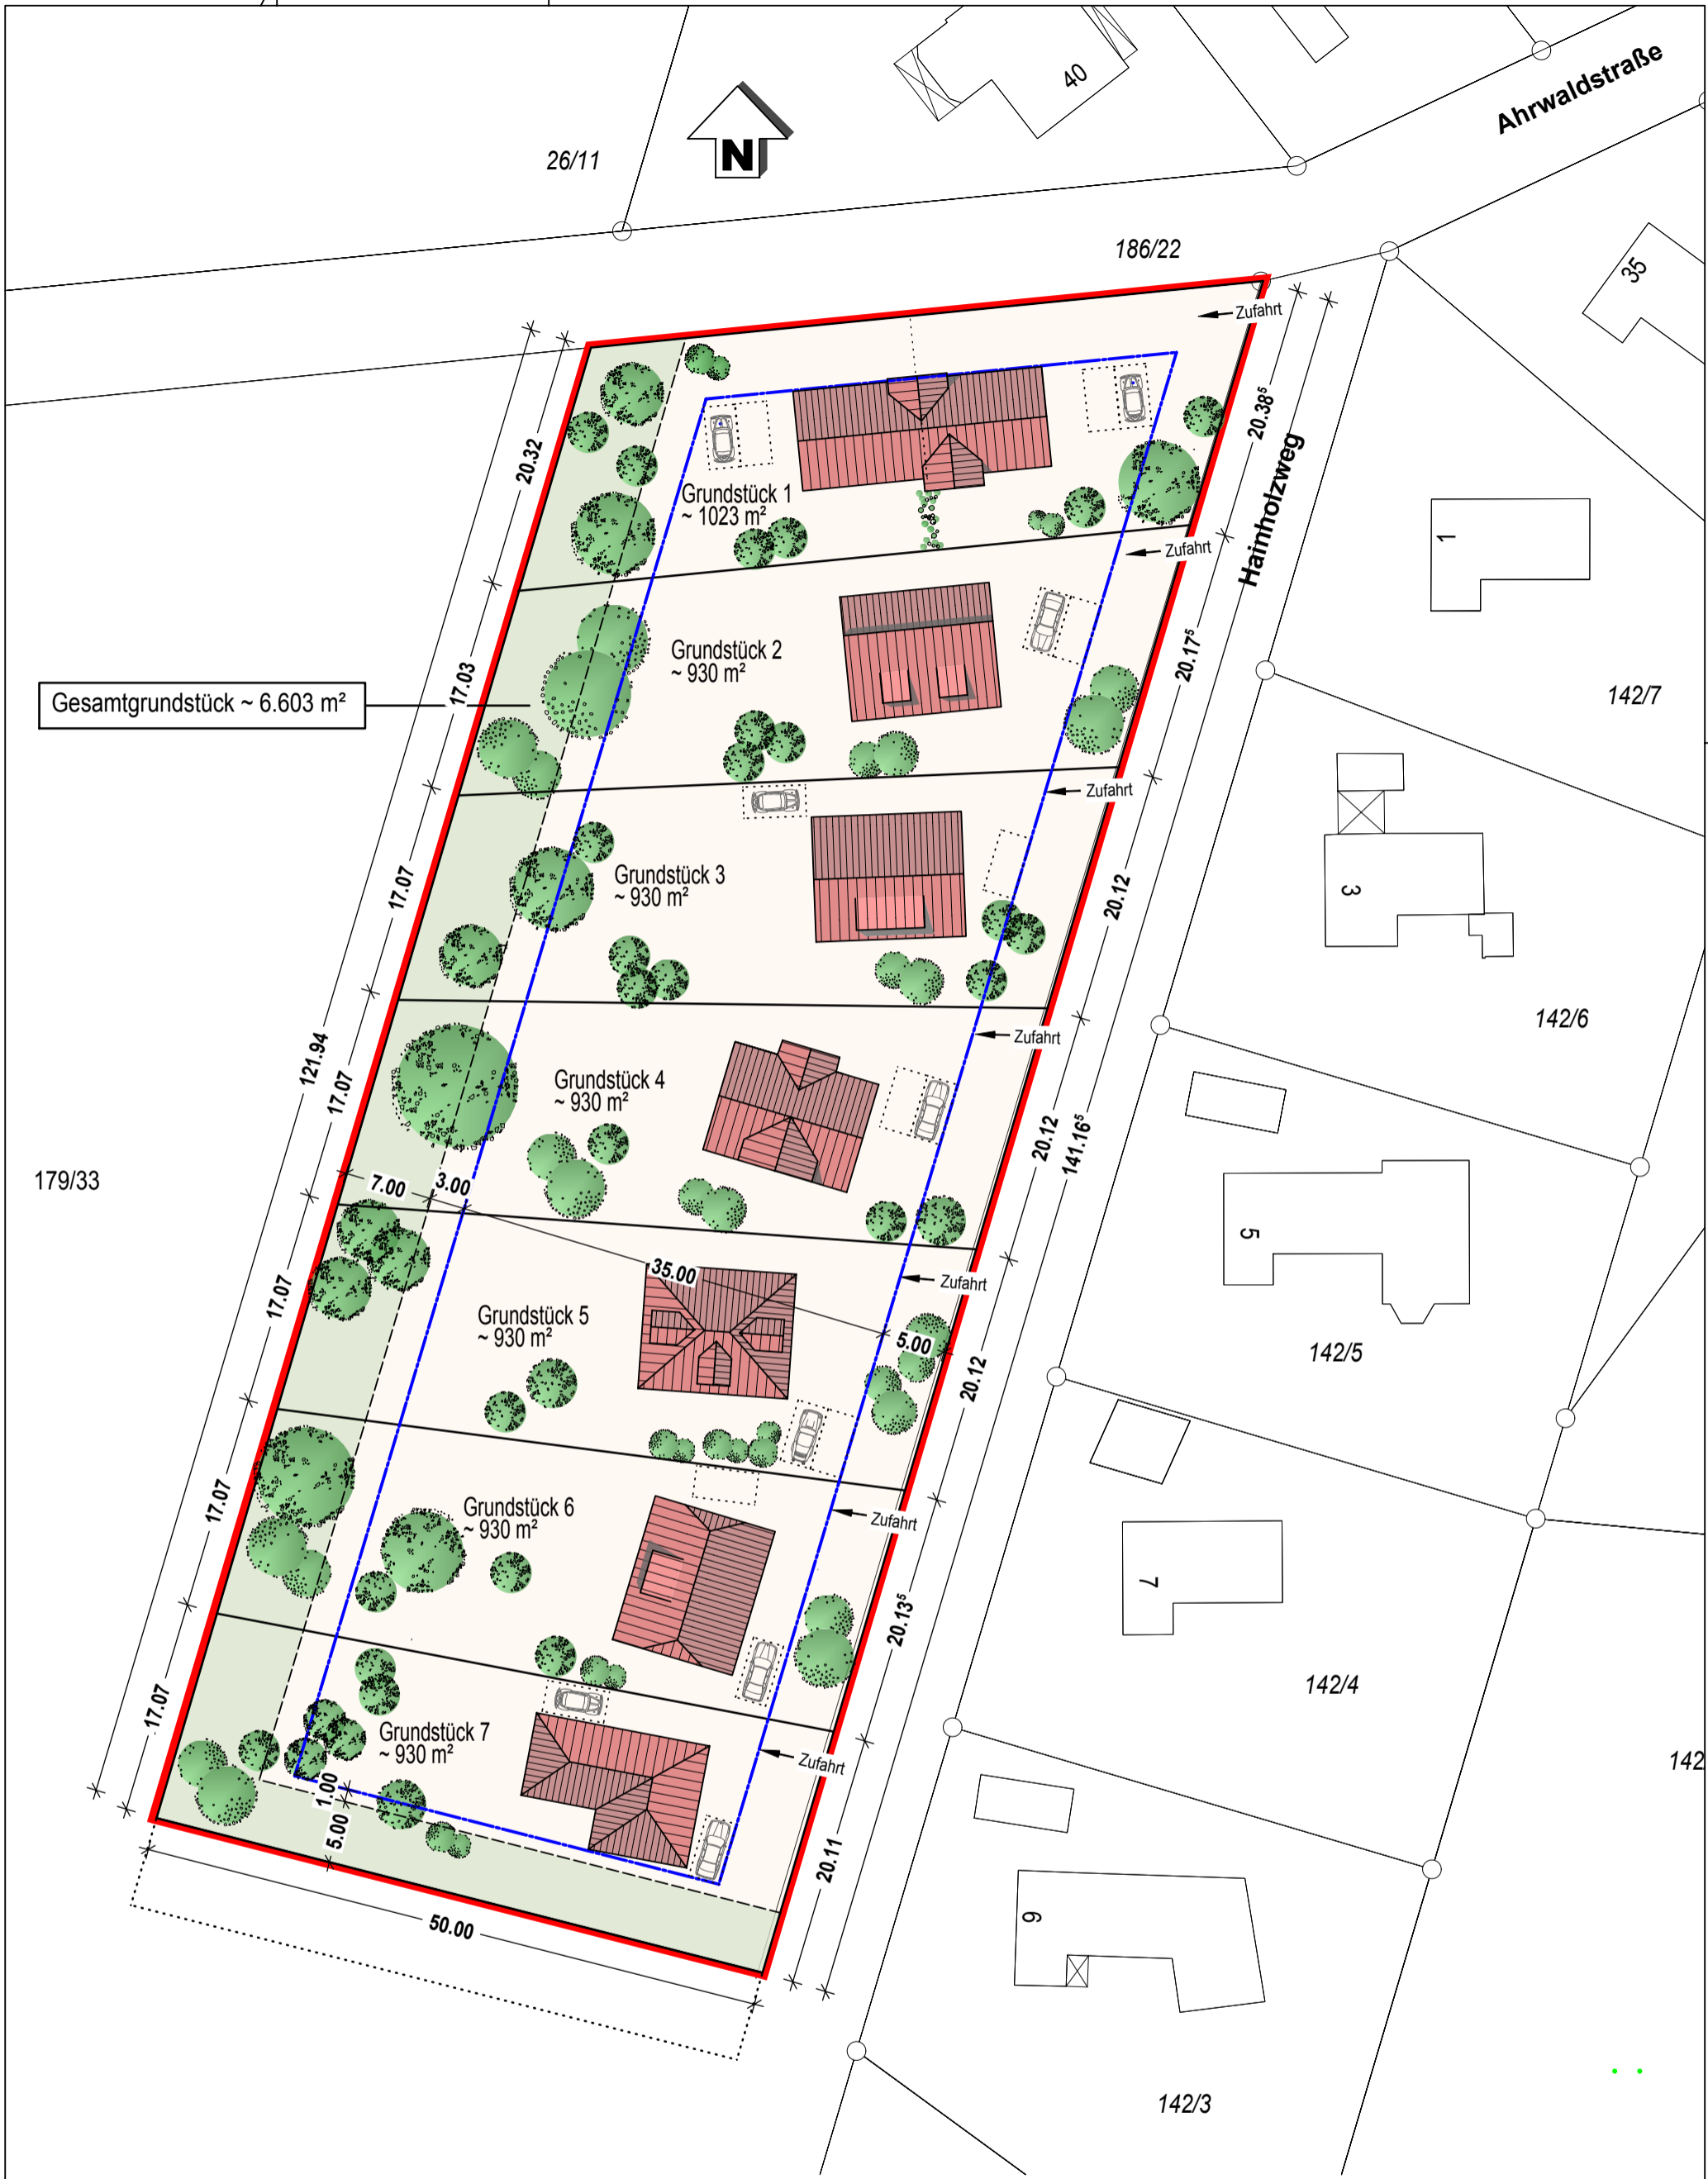 40
Ahrwaldstraße
26/11
N
186/22
35
Zufahrt
20.38⁵
20.32
Hainholzweg
Grundstück 1
~ 1023 m²
1
Zufahrt
Grundstück 2
~ 930 m²
20.17⁵
17.03
142/7
Gesamtgrundstück ~ 6.603 m²
Zufahrt
Grundstück 3
~ 930 m²
17.07
20.12
3
142/6
Zufahrt
121.94
Grundstück 4
~ 930 m²
17.07
20.12
141.16⁵
179/33
7.00
3.00
5
35.00
Zufahrt
17.07
Grundstück 5
~ 930 m²
5.00
142/5
20.12
17.07
Grundstück 6
~ 930 m²
Zufahrt
7
20.13⁵
142/4
17.07
Grundstück 7
~ 930 m²
Zufahrt
142
1.00
5.00
20.11
9
50.00
142/3